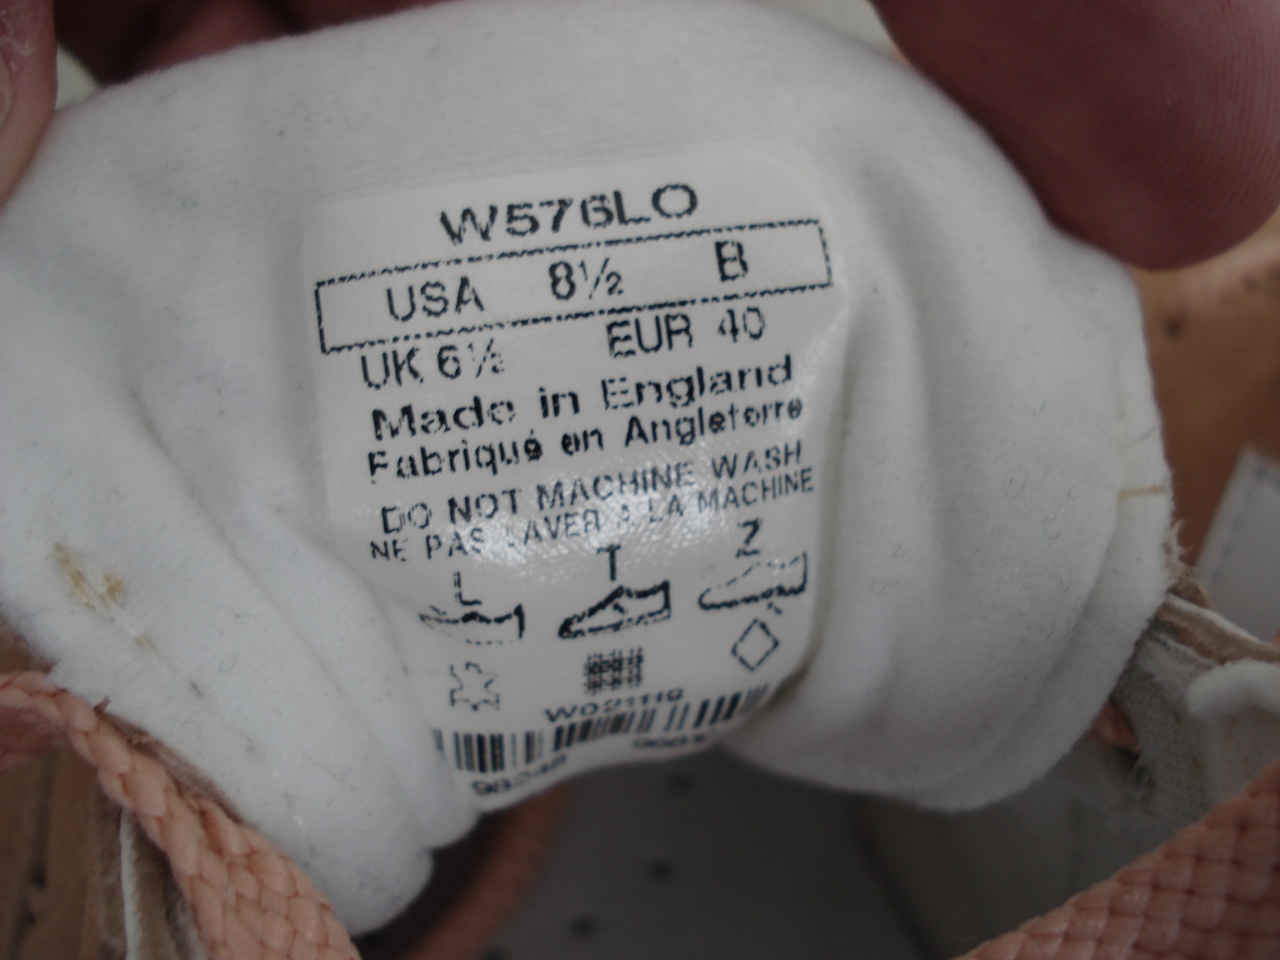 W576LO
USA 8½ B
UK 6½ EUR 40
Made in England
Fabriqué en Angleterre
DO NOT MACHINE WASH
NE PAS LAVER A LA MACHINE
L T Z
W021110